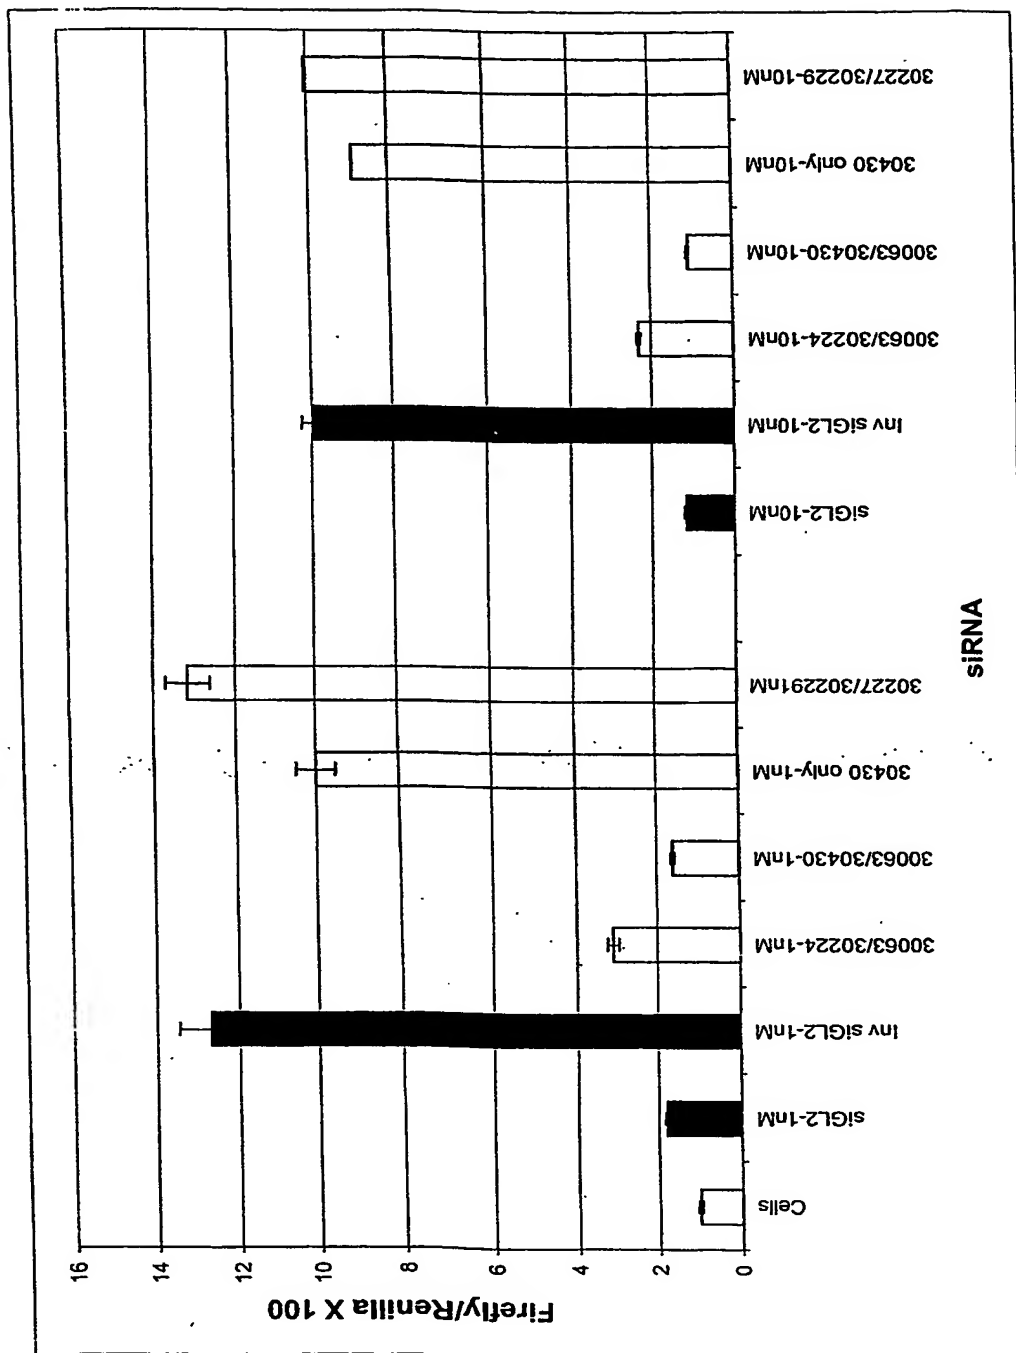 Firefly/Renilla X 100
16
14
12
10
8
6
4
2
0
Cells
siGL2-1nM
Inv siGL2-1nM
30063/30224-1nM
30063/30430-1nM
30430 only-1nM
30227/302291nM
siGL2-10nM
Inv siGL2-10nM
30063/30224-10nM
30063/30430-10nM
30430 only-10nM
30227/30229-10nM
siRNA